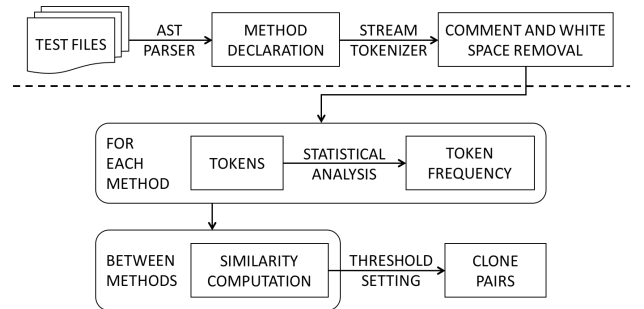 TEST FILES
AST
PARSER
METHOD
DECLARATION
STREAM
TOKENIZER
COMMENT AND WHITE
SPACE REMOVAL
FOR
EACH
METHOD
TOKENS
STATISTICAL
ANALYSIS
TOKEN
FREQUENCY
BETWEEN
METHODS
SIMILARITY
COMPUTATION
THRESHOLD
SETTING
CLONE
PAIRS